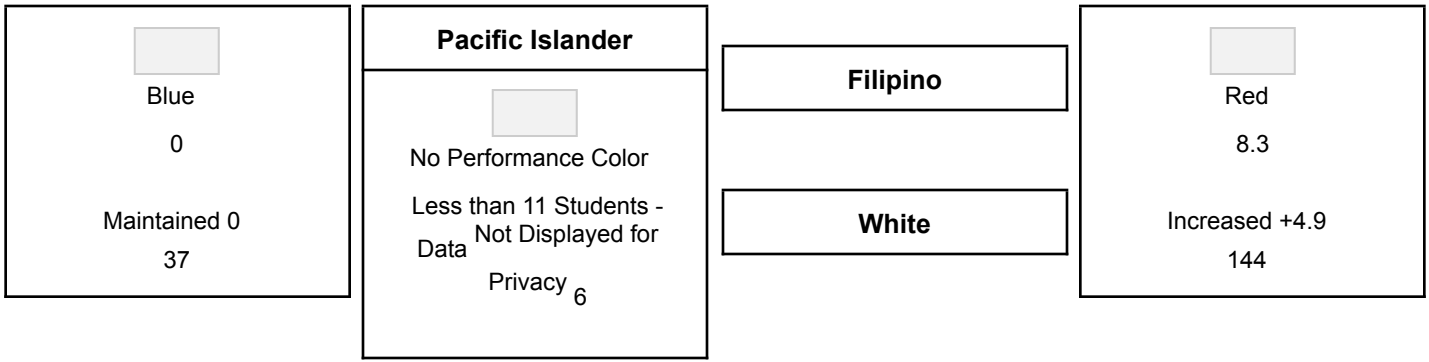 Blue
0
Maintained 0
37
Pacific Islander
No Performance Color
Less than 11 Students -
Data Not Displayed for
Privacy 6
Filipino
White
Red
8.3
Increased +4.9
144